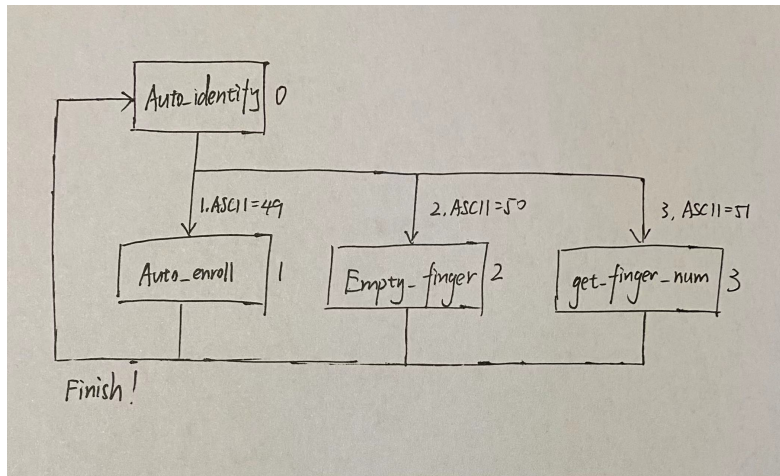 Auto_identify 0
1. ASCII=49
2. ASCII=50
3, ASCII=51
Auto_enroll 1
Empty_finger 2
get_finger_num 3
Finish!